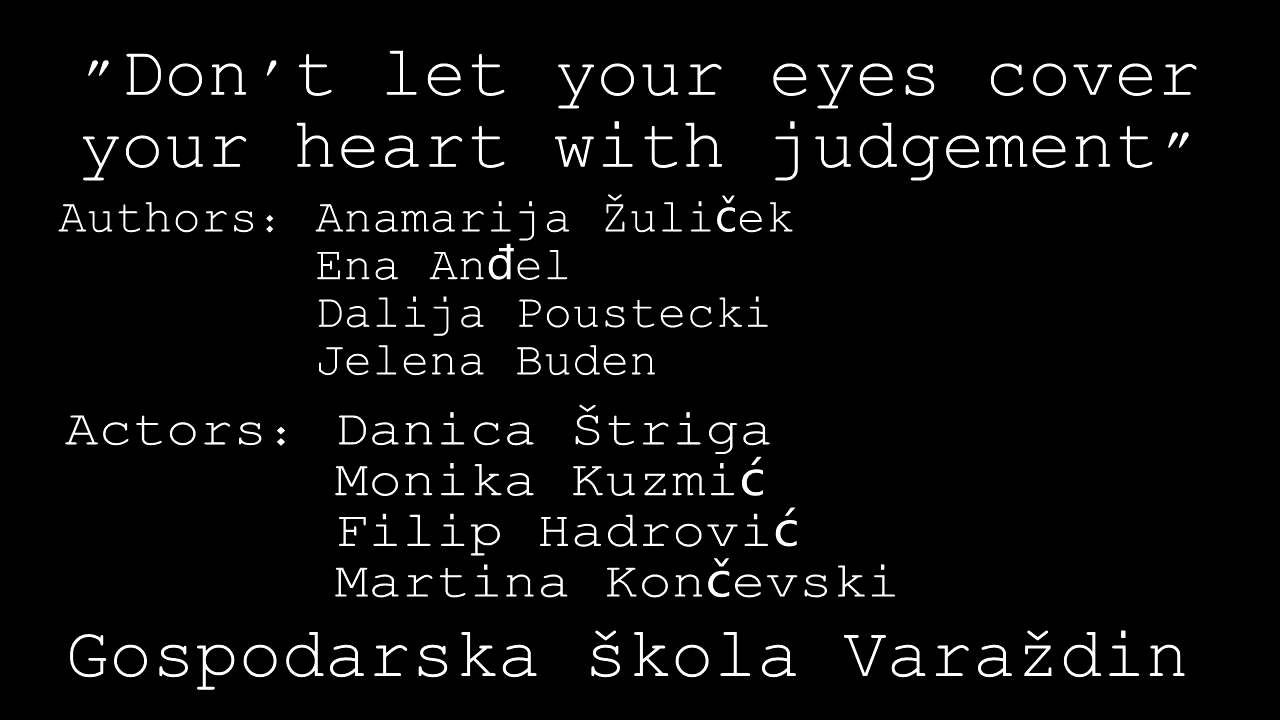 "Don't let your eyes cover
your heart with judgement"
Authors: Anamarija Žuliček
Ena Anđel
Dalija Poustecki
Jelena Buden
Actors: Danica Štriga
Monika Kuzmić
Filip Hadrović
Martina Končevski
Gospodarska škola Varaždin